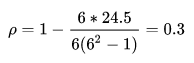 ρ = 1 − 6 * 24.5 / 6(6² − 1) = 0.3